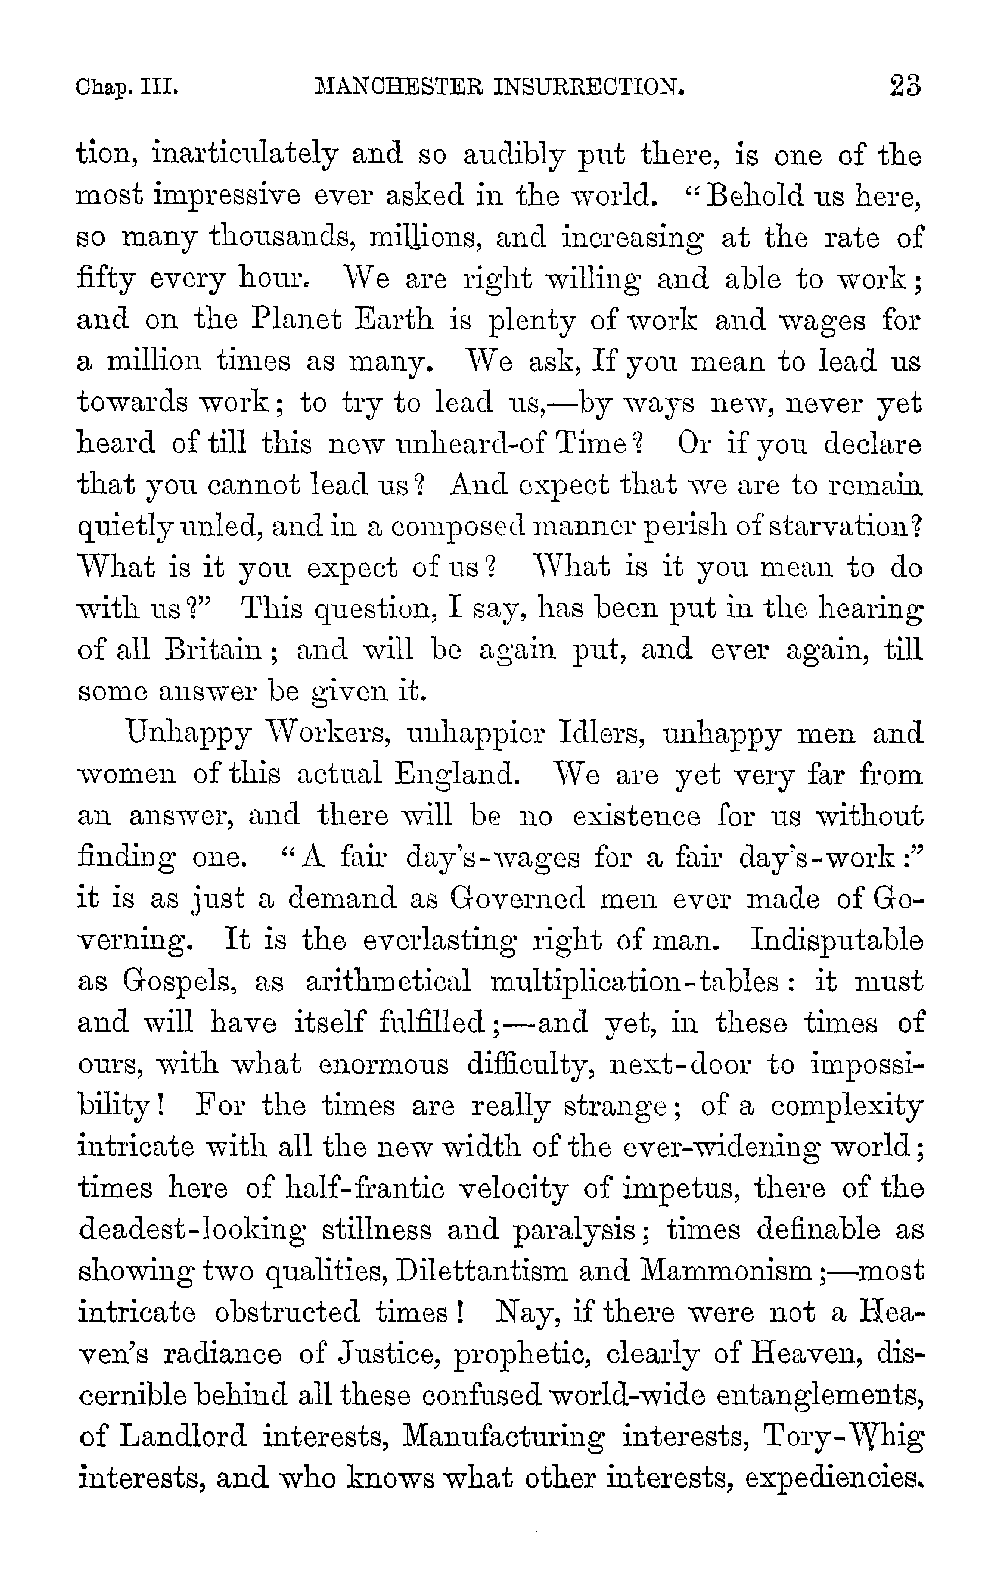 Chap. III. MANCHESTER INSURRECTION. 23
tion, inarticulately and so audibly put there, is one of the
most impressive ever asked in the world. “Behold us here,
so many thousands, millions, and increasing at the rate of
fifty every hour. We are right willing and able to work;
and on the Planet Earth is plenty of work and wages for
a million times as many. We ask, If you mean to lead us
towards work; to try to lead us,—by ways new, never yet
heard of till this new unheard-of Time? Or if you declare
that you cannot lead us? And expect that we are to remain
quietly unled, and in a composed manner perish of starvation?
What is it you expect of us? What is it you mean to do
with us?” This question, I say, has been put in the hearing
of all Britain; and will be again put, and ever again, till
some answer be given it.
Unhappy Workers, unhappier Idlers, unhappy men and
women of this actual England. We are yet very far from
an answer, and there will be no existence for us without
finding one. “A fair day's-wages for a fair day's-work:”
it is as just a demand as Governed men ever made of Go-
verning. It is the everlasting right of man. Indisputable
as Gospels, as arithmetical multiplication-tables: it must
and will have itself fulfilled;—and yet, in these times of
ours, with what enormous difficulty, next-door to impossi-
bility! For the times are really strange; of a complexity
intricate with all the new width of the ever-widening world;
times here of half-frantic velocity of impetus, there of the
deadest-looking stillness and paralysis; times definable as
showing two qualities, Dilettantism and Mammonism;—most
intricate obstructed times! Nay, if there were not a Hea-
ven's radiance of Justice, prophetic, clearly of Heaven, dis-
cernible behind all these confused world-wide entanglements,
of Landlord interests, Manufacturing interests, Tory-Whig
interests, and who knows what other interests, expediencies,